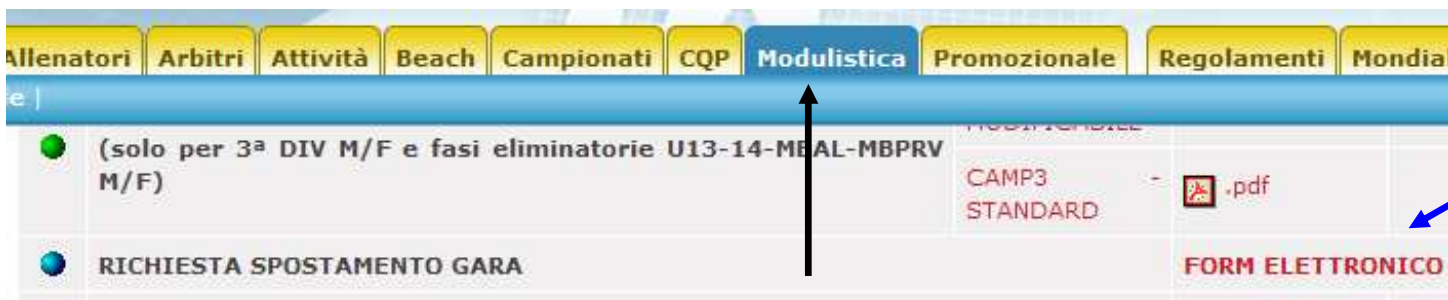 Allenatori Arbitri Attività Beach Campionati CQP Modulistica Promozionale Regolamenti Mondial
e |
(solo per 3ª DIV M/F e fasi eliminatorie U13-14-MBAL-MBPRV
M/F)
CAMP3 -
STANDARD
.pdf
RICHIESTA SPOSTAMENTO GARA
FORM ELETTRONICO